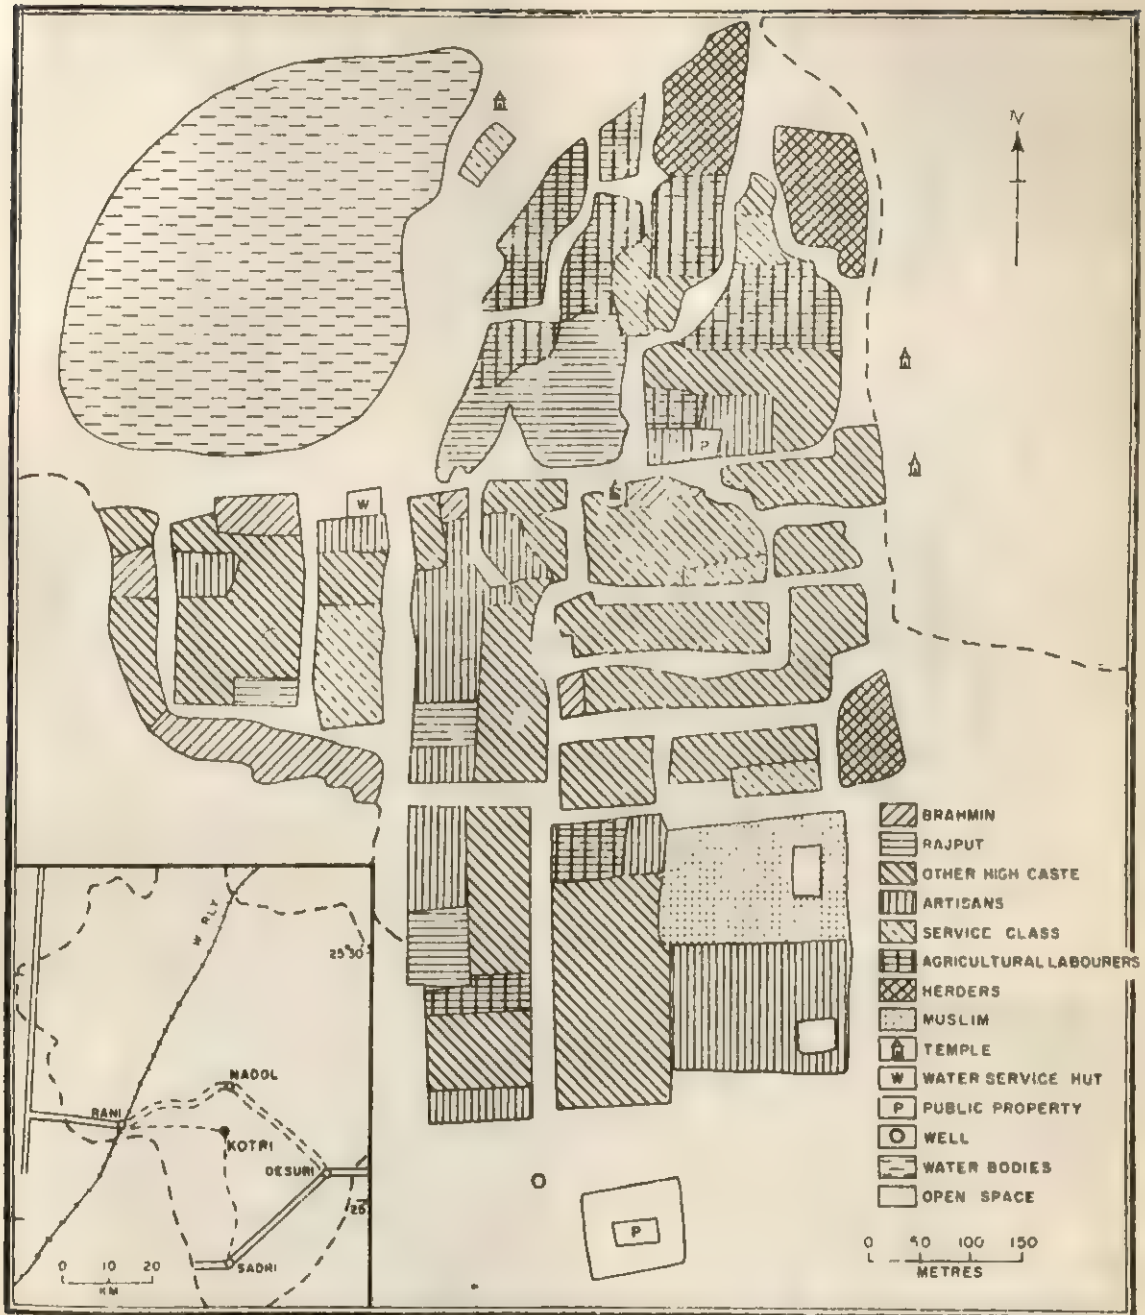 N
P
W
BRAHMIN
RAJPUT
OTHER HIGH CASTE
ARTISANS
SERVICE CLASS
AGRICULTURAL LABOURERS
HERDERS
MUSLIM
TEMPLE
W WATER SERVICE HUT
P PUBLIC PROPERTY
WELL
WATER BODIES
OPEN SPACE
0 50 100 150
METRES
P
W RLY
25°30
NADOL
RANI
KOTRI
DESURI
25
SADRI
0 10 20
KM